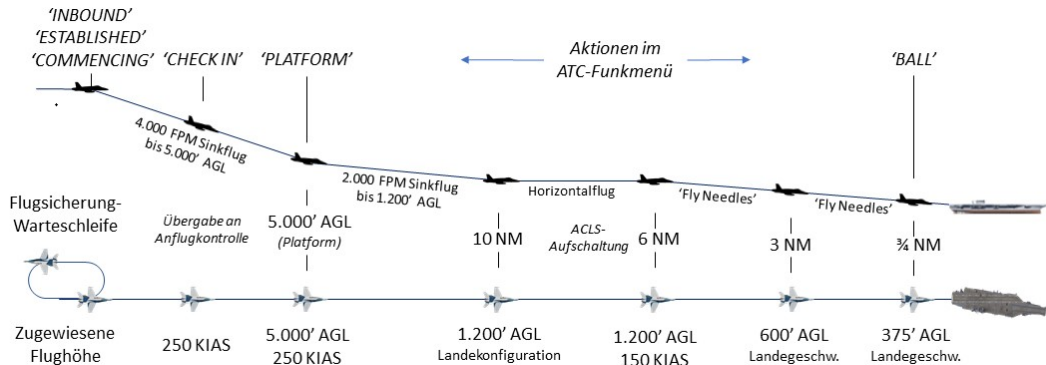 ‘INBOUND’
‘ESTABLISHED’
‘COMMENCING’
‘CHECK IN’
‘PLATFORM’
Aktionen im
ATC-Funkmenü
‘BALL’
4.000 FPM Sinkflug
bis 5.000’ AGL
2.000 FPM Sinkflug
bis 1.200’ AGL
Horizontalflug
‘Fly Needles’
‘Fly Needles’
Flugsicherung-
Warteschleife
Übergabe an
Anflugkontrolle
5.000’ AGL
(Platform)
10 NM
ACLS-
Aufschaltung
6 NM
3 NM
¾ NM
Zugewiesene
Flughöhe
250 KIAS
5.000’ AGL
250 KIAS
1.200’ AGL
Landekonfiguration
1.200’ AGL
150 KIAS
600’ AGL
Landegeschw.
375’ AGL
Landegeschw.